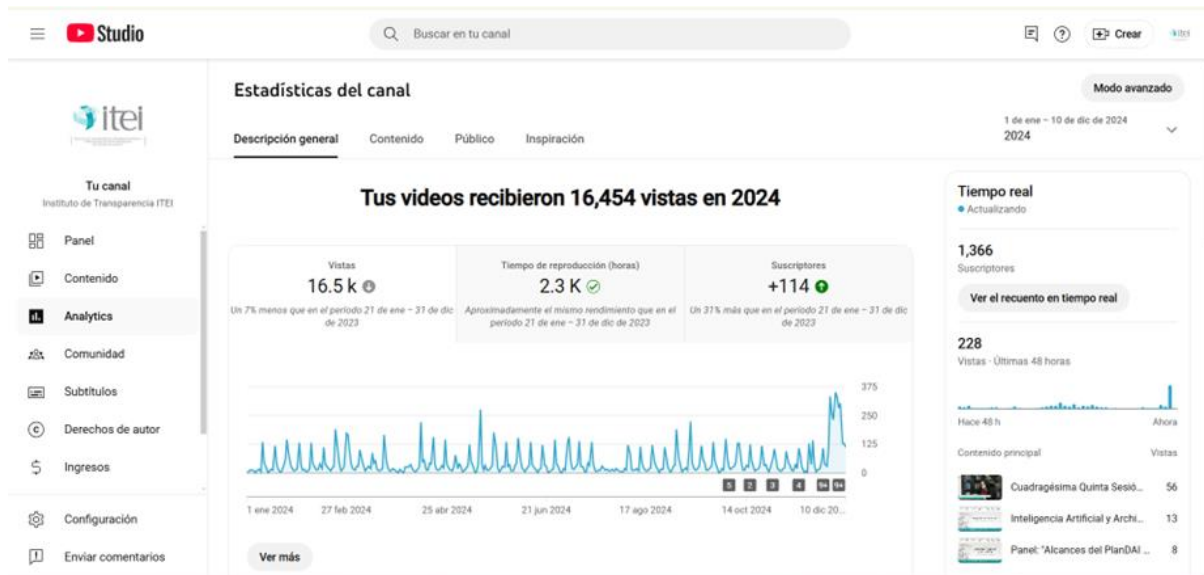 Studio
Buscar en tu canal
Crear
itei
Estadísticas del canal
Modo avanzado
1 de ene – 10 de dic de 2024
2024
Descripción general
Contenido
Público
Inspiración
itei
Tu canal
Instituto de Transparencia ITEI
Panel
Contenido
Analytics
Comunidad
Subtítulos
Derechos de autor
Ingresos
Configuración
Enviar comentarios
Tus videos recibieron 16,454 vistas en 2024
Vistas
16.5 k
Un 7% menos que en el período 21 de ene – 31 de dic
de 2023
Tiempo de reproducción (horas)
2.3 K
Aproximadamente el mismo rendimiento que en el
período 21 de ene – 31 de dic de 2023
Suscriptores
+114
Un 31% más que en el período 21 de ene – 31 de dic
de 2023
375
250
125
0
5 2 3 4 9+ 9+
1 ene 2024 27 feb 2024 25 abr 2024 21 jun 2024 17 ago 2024 14 oct 2024 10 dic 20...
Ver más
Tiempo real
Actualizando
1,366
Suscriptores
Ver el recuento en tiempo real
228
Vistas · Últimas 48 horas
Hace 48 h Ahora
Contenido principal Vistas
Cuadragésima Quinta Sesió... 56
Inteligencia Artificial y Archi... 13
Panel: "Alcances del PlanDAI ... 8